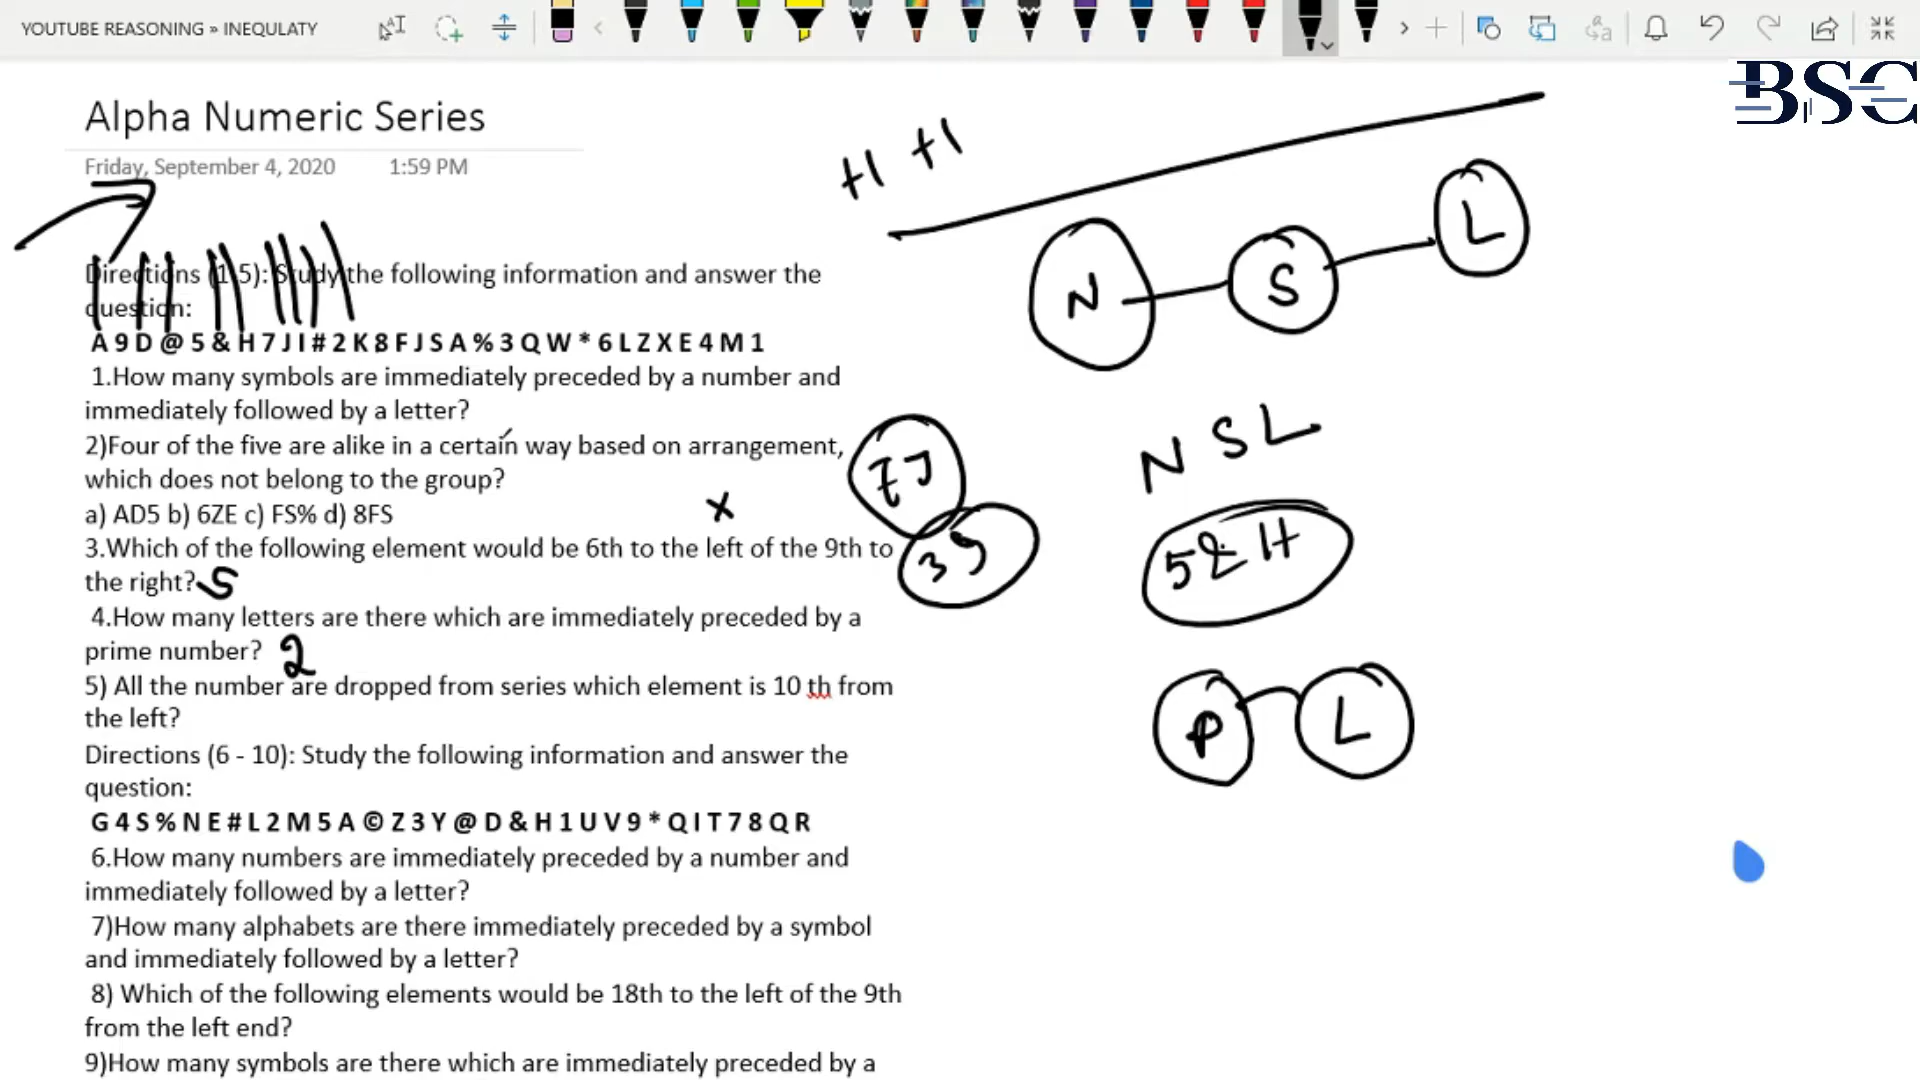 YOUTUBE REASONING » INEQULATY
BSC
Alpha Numeric Series
Friday, September 4, 2020 1:59 PM
+1 +1
N S L
Directions (1-5): Study the following information and answer the
question:
A 9 D @ 5 & H 7 J I # 2 K 8 F J S A % 3 Q W * 6 L Z X E 4 M 1
1.How many symbols are immediately preceded by a number and
immediately followed by a letter?
N S L
2)Four of the five are alike in a certain way based on arrangement,
which does not belong to the group?
7J
a) AD5 b) 6ZE c) FS% d) 8FS
x
5 & H
3.Which of the following element would be 6th to the left of the 9th to
the right? S
39
4.How many letters are there which are immediately preceded by a
prime number? 2
5) All the number are dropped from series which element is 10 th from
the left?
P L
Directions (6 - 10): Study the following information and answer the
question:
G 4 S % N E # L 2 M 5 A © Z 3 Y @ D & H 1 U V 9 * Q I T 7 8 Q R
6.How many numbers are immediately preceded by a number and
immediately followed by a letter?
7)How many alphabets are there immediately preceded by a symbol
and immediately followed by a letter?
8) Which of the following elements would be 18th to the left of the 9th
from the left end?
9)How many symbols are there which are immediately preceded by a